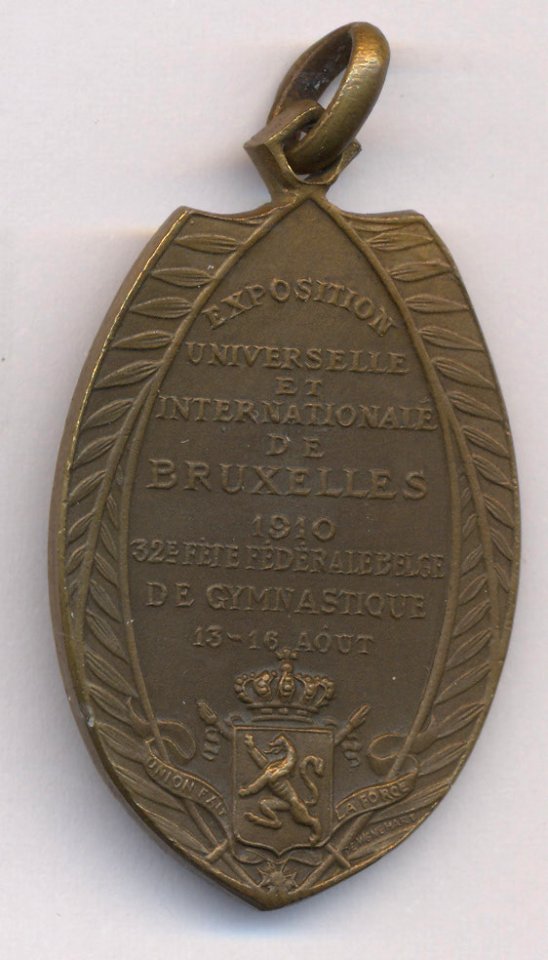 EXPOSITION
UNIVERSELLE
ET
INTERNATIONALE
DE
BRUXELLES
1910
32E FÊTE FÉDÉRALE BELGE
DE GYMNASTIQUE
13-16 AOÛT
UNION FAIT
LA FORCE